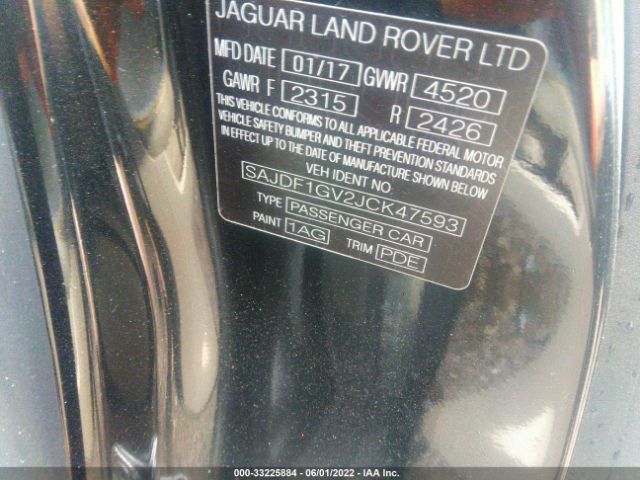 JAGUAR LAND ROVER LTD
MFD DATE 01/17 GVWR 4520
GAWR F 2315 R 2426
THIS VEHICLE CONFORMS TO ALL APPLICABLE FEDERAL MOTOR
VEHICLE SAFETY BUMPER AND THEFT PREVENTION STANDARDS
IN EFFECT UP TO THE DATE OF MANUFACTURE SHOWN BELOW
VEH IDENT NO.
SAJDF1GV2JCK47593
TYPE PASSENGER CAR
PAINT 1AG TRIM PDE
000-33225884 - 06/01/2022 - IAA Inc.